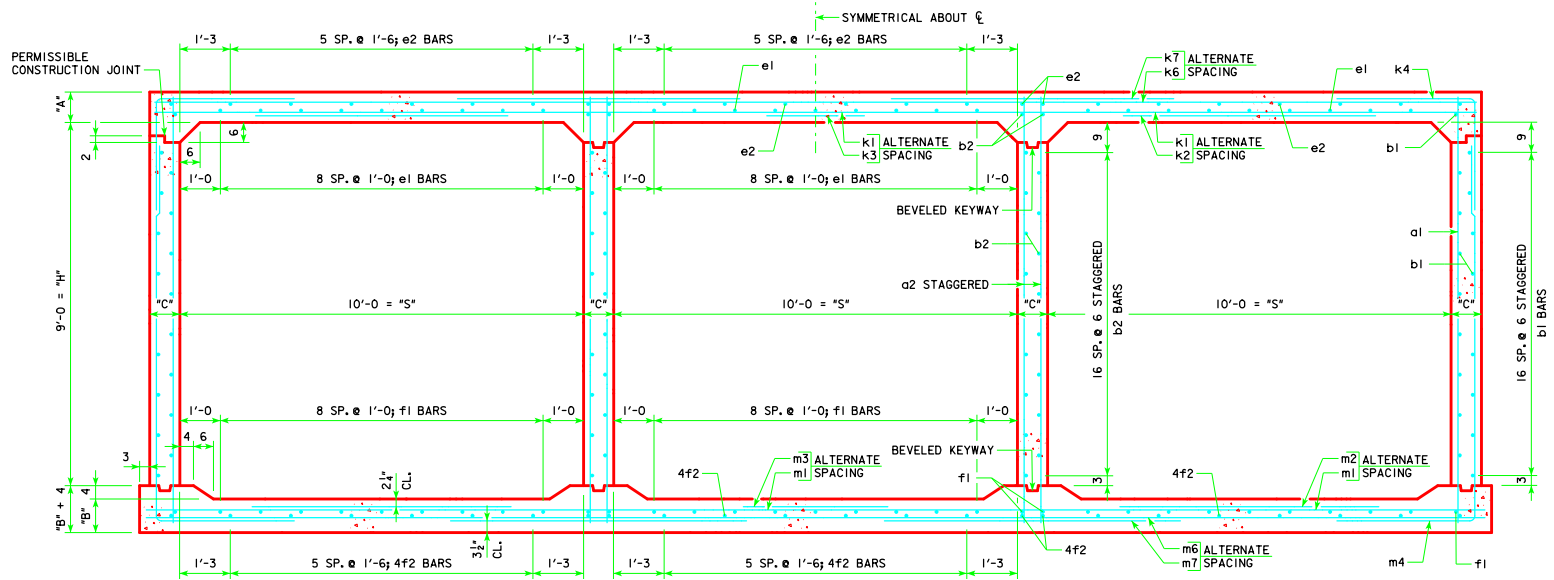 SYMMETRICAL ABOUT ℄
1'-3
5 SP. @ 1'-6; e2 BARS
1'-3
1'-3
5 SP. @ 1'-6; e2 BARS
1'-3
PERMISSIBLE
CONSTRUCTION JOINT
e1
e2
k7 ALTERNATE
k6 SPACING
e1
k4
"A"
2
6
6
e2
k1 ALTERNATE
k3 SPACING
b2
9
k1 ALTERNATE
k2 SPACING
e2
b1
9
1'-0
8 SP. @ 1'-0; e1 BARS
1'-0
1'-0
8 SP. @ 1'-0; e1 BARS
1'-0
BEVELED KEYWAY
b2
a1
b1
a2 STAGGERED
9'-0 = "H"
"C"
10'-0 = "S"
"C"
10'-0 = "S"
"C"
10'-0 = "S"
"C"
16 SP. @ 6 STAGGERED
b2 BARS
16 SP. @ 6 STAGGERED
b1 BARS
1'-0
8 SP. @ 1'-0; f1 BARS
1'-0
1'-0
8 SP. @ 1'-0; f1 BARS
1'-0
4
6
3
BEVELED KEYWAY
4f2
m3 ALTERNATE
m1 SPACING
f1
4f2
m2 ALTERNATE
m1 SPACING
3
3
"B" + 4
4
"B"
2¼"
CL.
3½"
CL.
4f2
m6 ALTERNATE
m7 SPACING
m4
f1
1'-3
5 SP. @ 1'-6; 4f2 BARS
1'-3
1'-3
5 SP. @ 1'-6; 4f2 BARS
1'-3